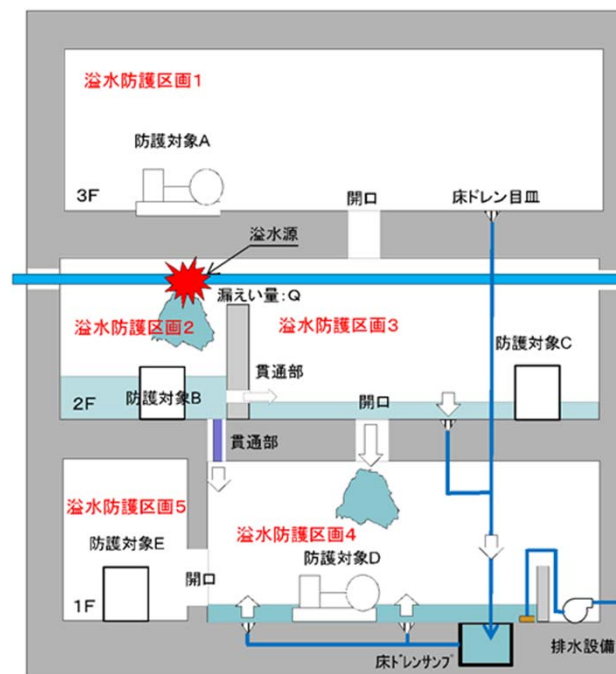 溢水防護区画1
防護対象A
3F
開口
床ドレン目皿
溢水源
漏えい量:Q
溢水防護区画2
溢水防護区画3
防護対象C
貫通部
防護対象B
2F
開口
貫通部
溢水防護区画5
溢水防護区画4
防護対象E
防護対象D
開口
1F
床ドレンサンプ
排水設備